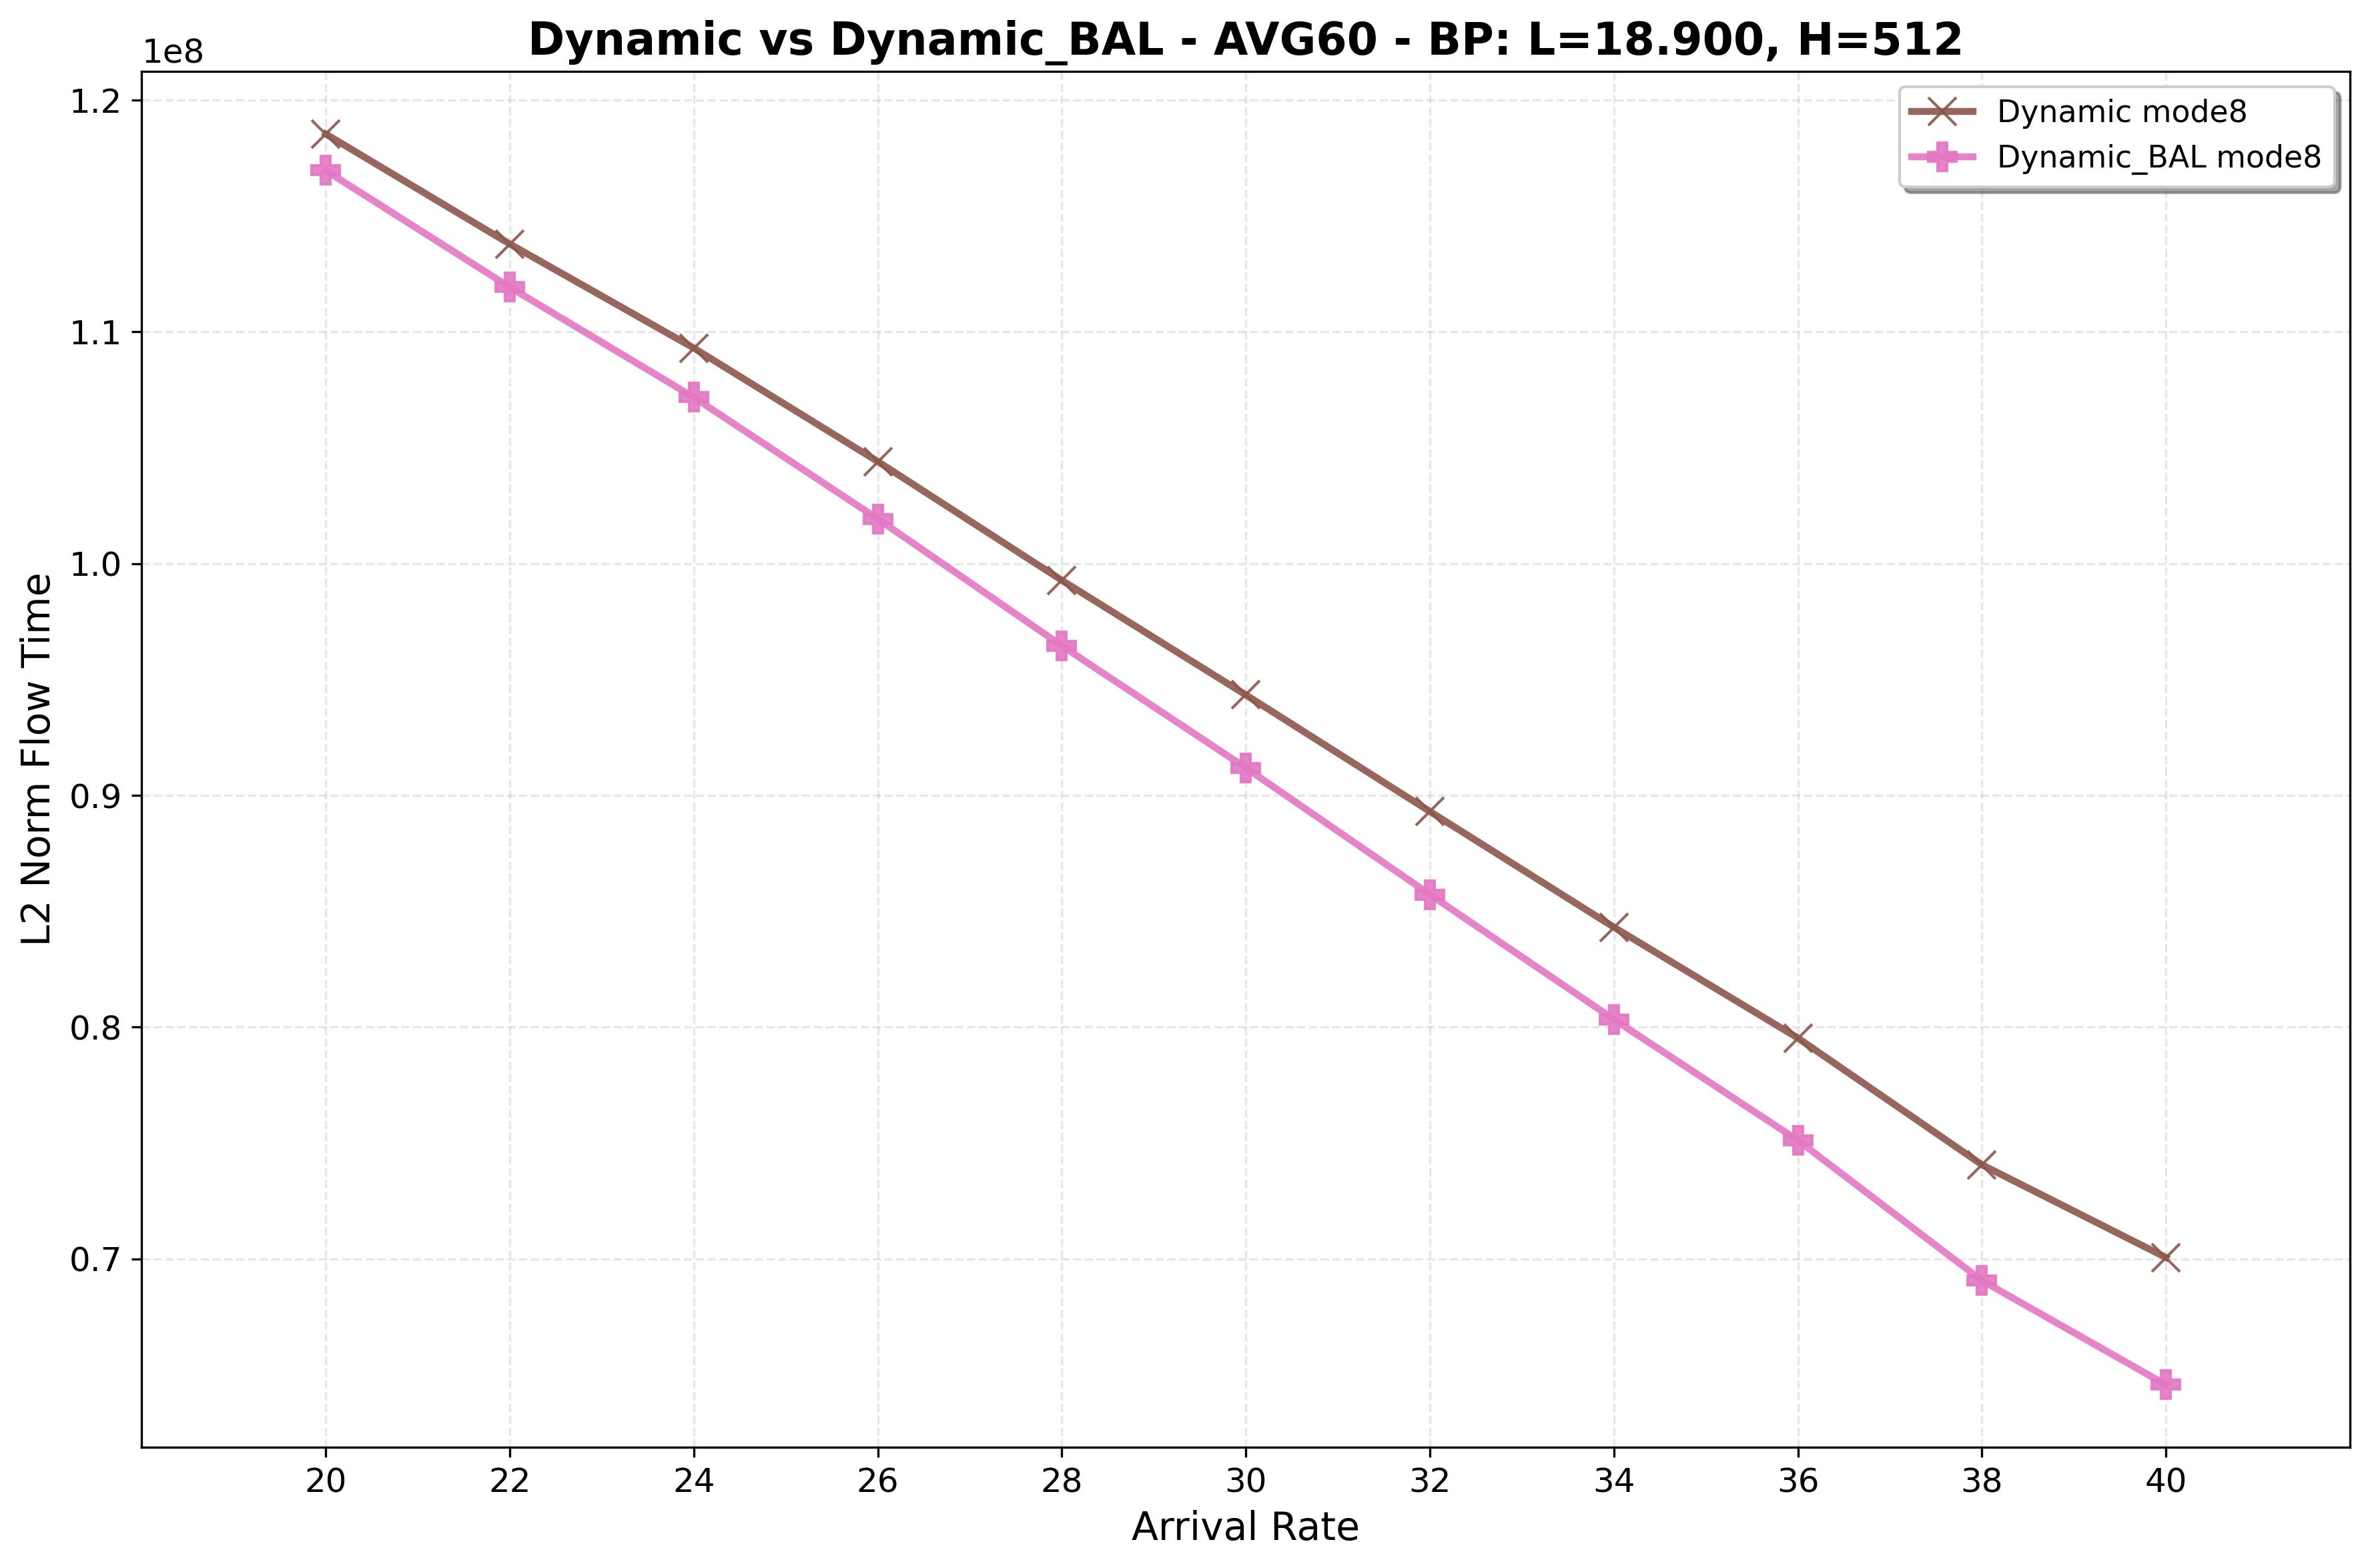 Dynamic vs Dynamic_BAL - AVG60 - BP: L=18.900, H=512
1e8
Dynamic mode8
Dynamic_BAL mode8
1.2
1.1
1.0
0.9
0.8
0.7
L2 Norm Flow Time
20 22 24 26 28 30 32 34 36 38 40
Arrival Rate